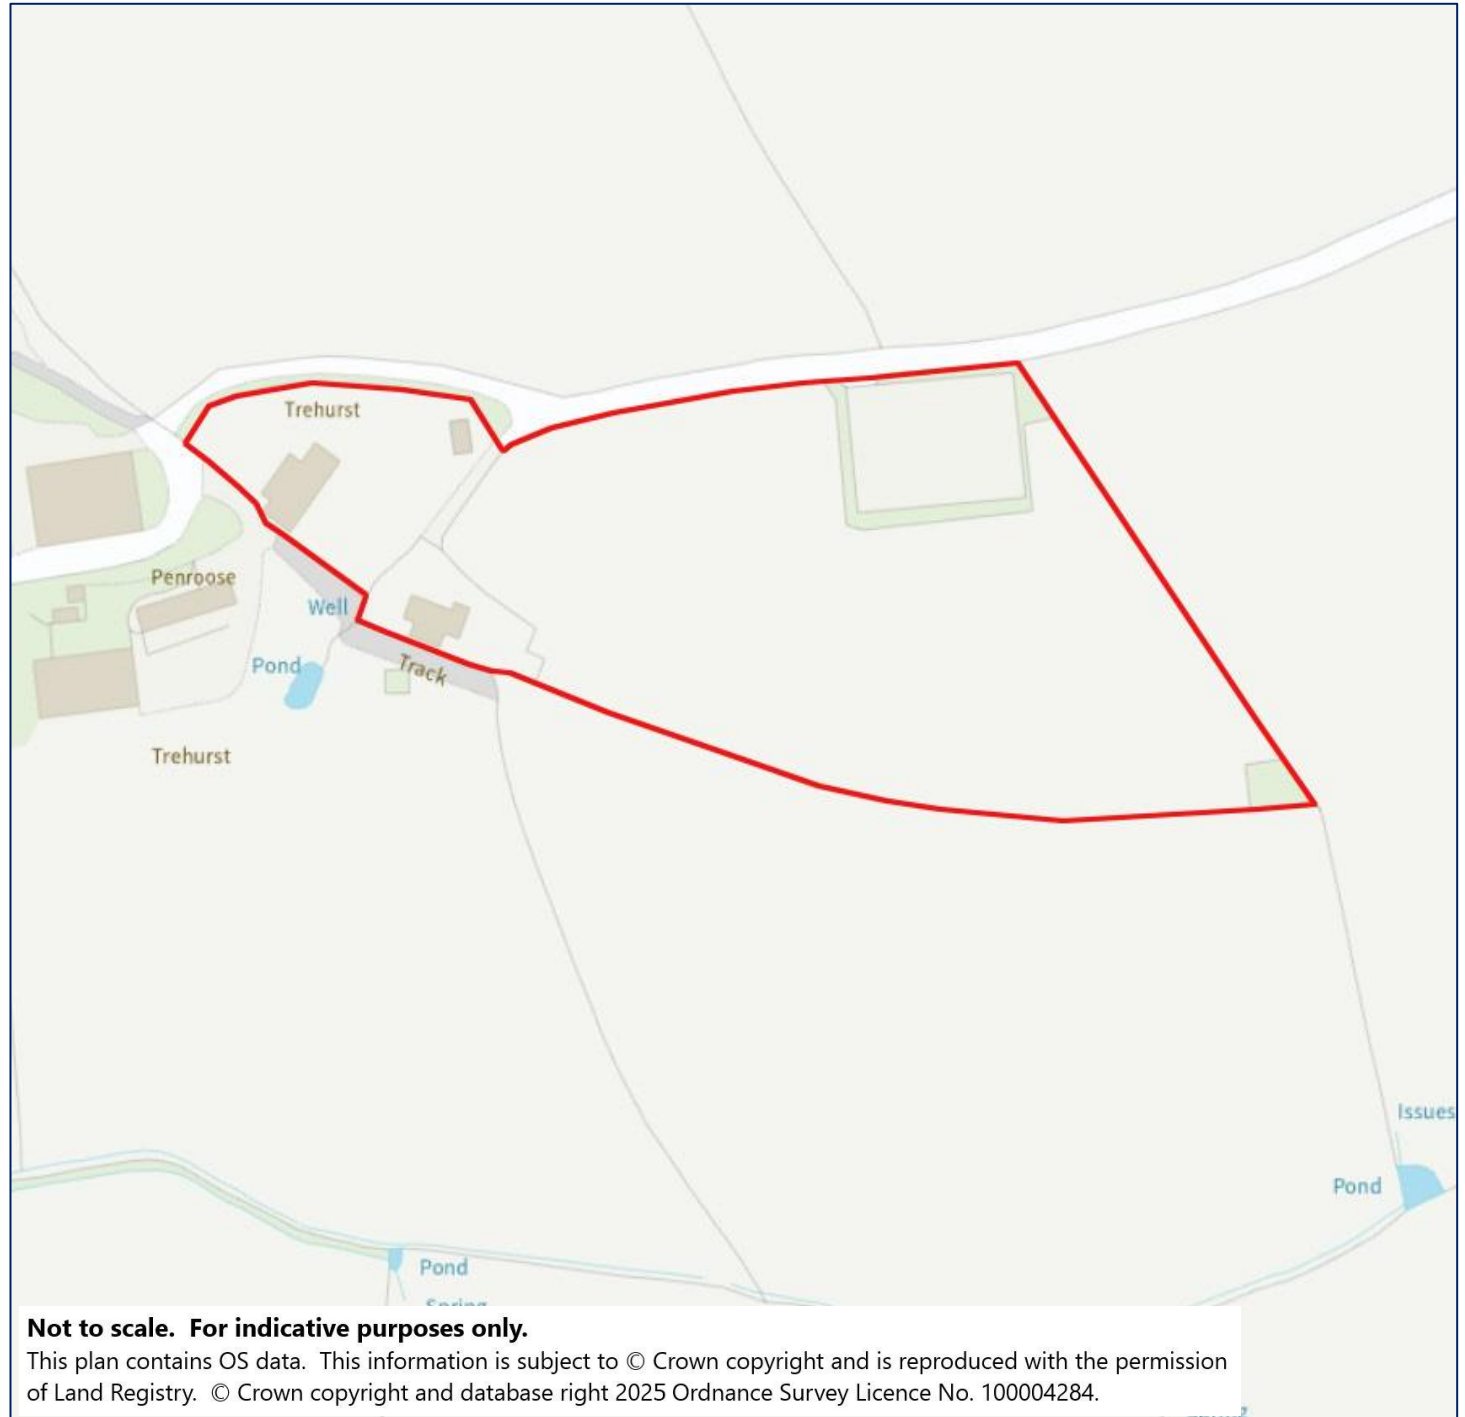 Trehurst
Penroose
Well
Pond
Track
Trehurst
Issues
Pond
Pond
Spring
Not to scale.  For indicative purposes only.
This plan contains OS data.  This information is subject to © Crown copyright and is reproduced with the permission
of Land Registry.  © Crown copyright and database right 2025 Ordnance Survey Licence No. 100004284.